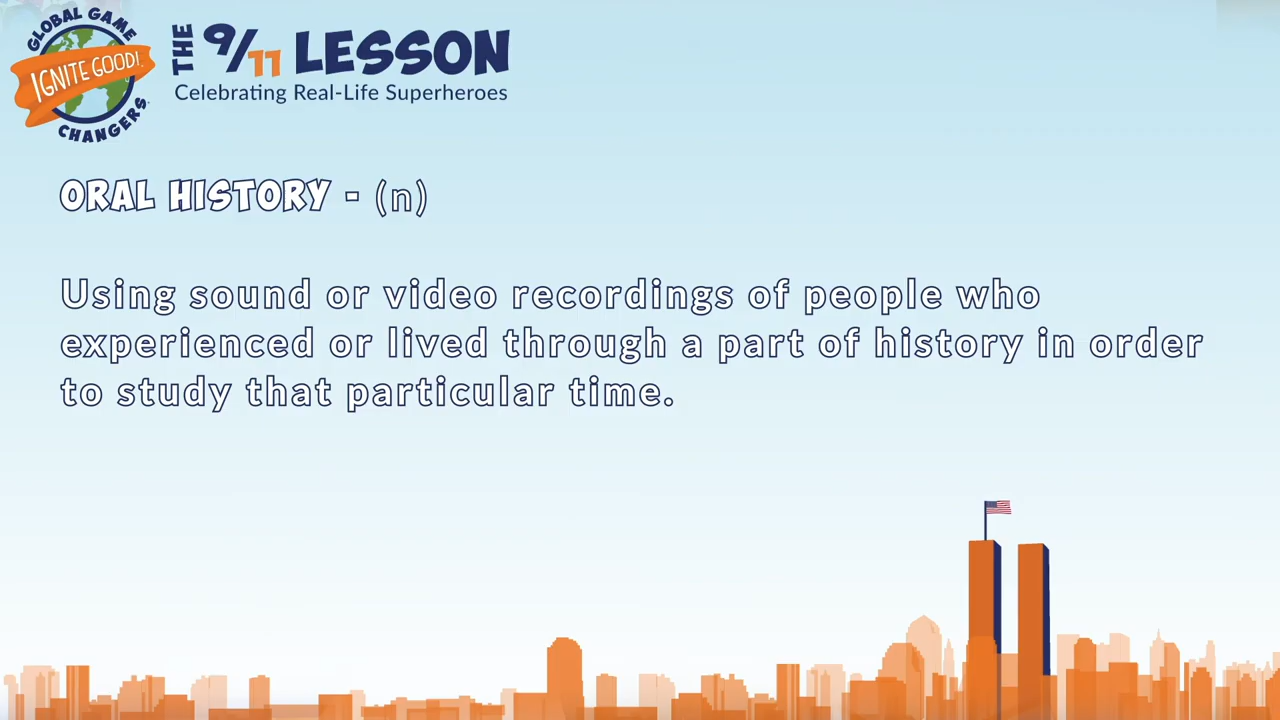 GLOBAL GAME
IGNITE GOOD!
CHANGERS
THE 9/11 LESSON
Celebrating Real-Life Superheroes
ORAL HISTORY - (n)
Using sound or video recordings of people who
experienced or lived through a part of history in order
to study that particular time.